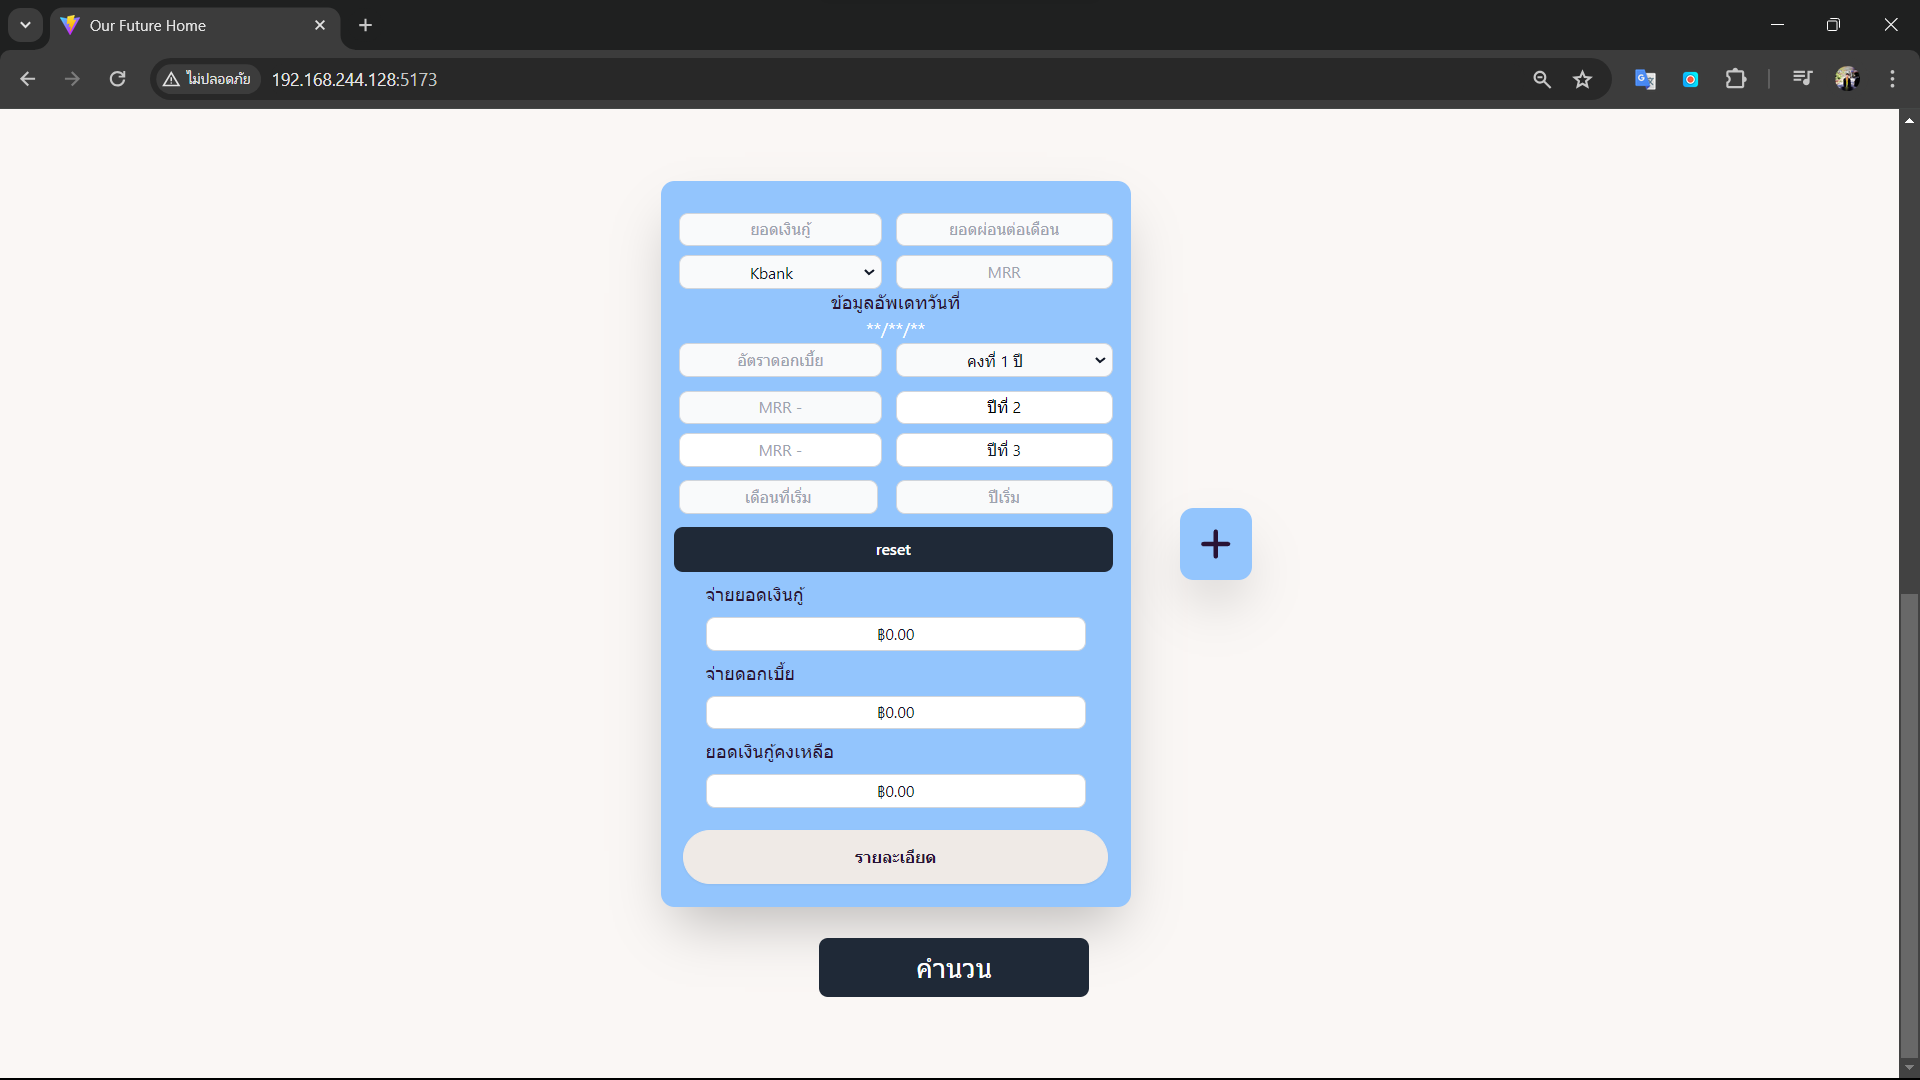 Our Future Home
ไม่ปลอดภัย 192.168.244.128:5173
ยอดเงินกู้ ยอดผ่อนต่อเดือน
Kbank MRR
ข้อมูลอัพเดทวันที่
**/**/**
อัตราดอกเบี้ย คงที่ 1 ปี
MRR - ปีที่ 2
MRR - ปีที่ 3
เดือนที่เริ่ม ปีเริ่ม
reset
จ่ายยอดเงินกู้
฿0.00
จ่ายดอกเบี้ย
฿0.00
ยอดเงินกู้คงเหลือ
฿0.00
รายละเอียด
คำนวน